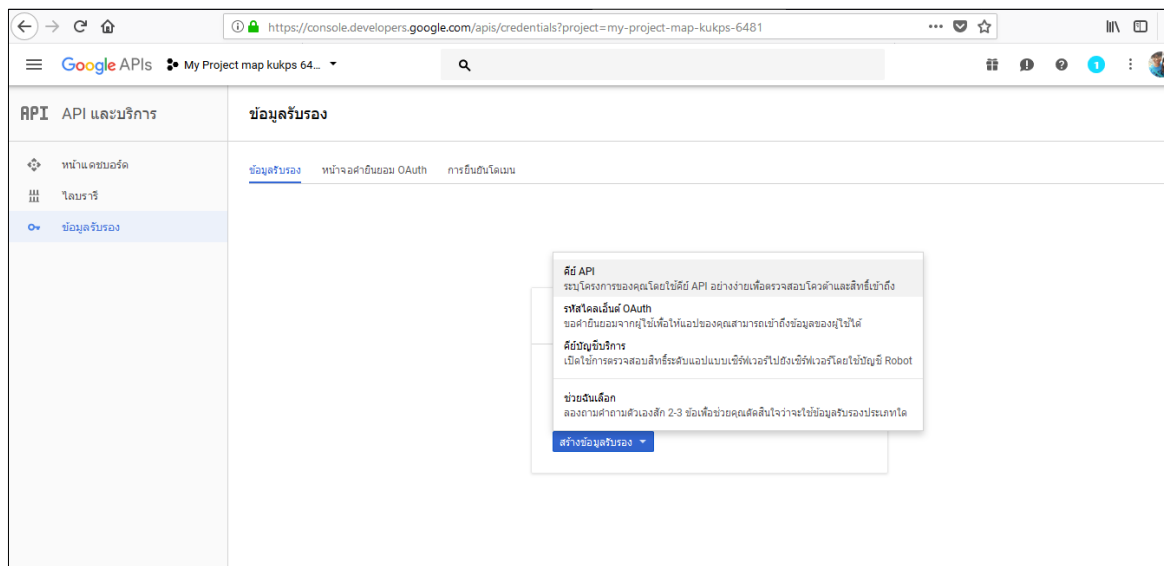 https://console.developers.google.com/apis/credentials?project=my-project-map-kukps-6481
Google APIs My Project map kukps 64... 1
API API และบริการ ข้อมูลรับรอง
หน้าแดชบอร์ด
ไลบรารี
ข้อมูลรับรอง
ข้อมูลรับรอง หน้าจอคำยินยอม OAuth การยืนยันโดเมน
คีย์ API
ระบุโครงการของคุณโดยใช้คีย์ API อย่างง่ายเพื่อตรวจสอบโควต้าและสิทธิ์เข้าถึง
รหัสไคลเอ็นต์ OAuth
ขอคำยินยอมจากผู้ใช้เพื่อให้แอปของคุณสามารถเข้าถึงข้อมูลของผู้ใช้ได้
คีย์บัญชีบริการ
เปิดใช้การตรวจสอบสิทธิ์ระดับแอปแบบเซิร์ฟเวอร์ไปยังเซิร์ฟเวอร์โดยใช้บัญชี Robot
ช่วยฉันเลือก
ลองถามคำถามตัวเองสัก 2-3 ข้อเพื่อช่วยคุณตัดสินใจว่าจะใช้ข้อมูลรับรองประเภทใด
สร้างข้อมูลรับรอง